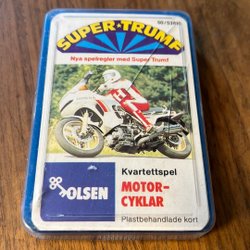 SUPER TRUMF
Nya spelregler med Super Trumf
OLSEN
Kvartettspel
MOTOR-
CYKLAR
Plastbehandlade kort